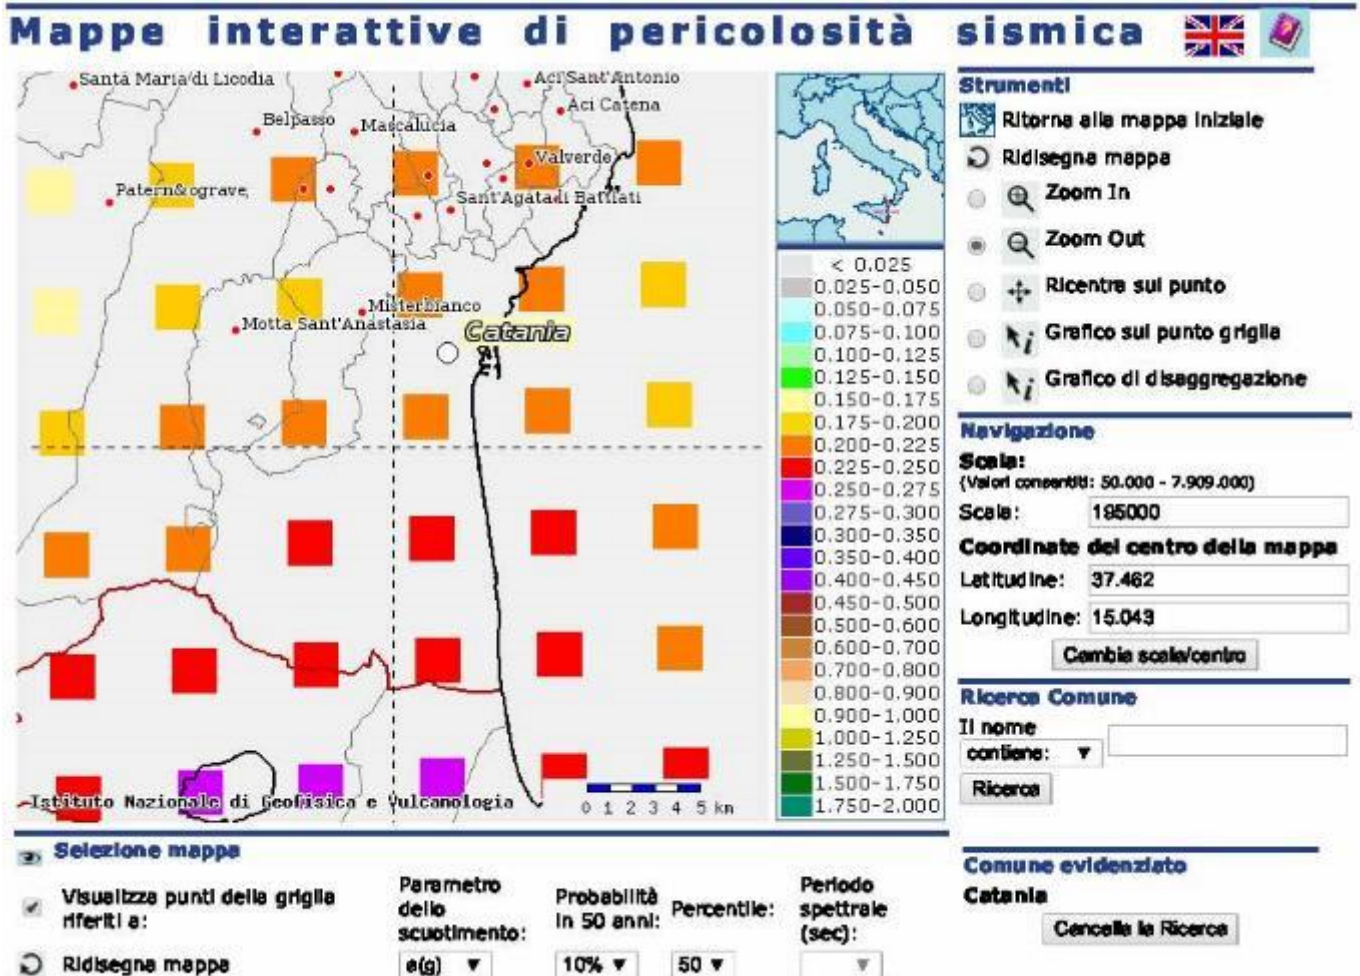 Mappe interattive di pericolosità sismica
Santa Maria di Licodia
Aci Sant'Antonio
Aci Catena
Belpasso
Mascalucia
Valverde
Patern&ograve;
Sant'Agata di Battiati
Misterbianco
Motta Sant'Anastasia
Catania
Istituto Nazionale di Geofisica e Vulcanologia
0 1 2 3 4 5 km
< 0.025
0.025-0.050
0.050-0.075
0.075-0.100
0.100-0.125
0.125-0.150
0.150-0.175
0.175-0.200
0.200-0.225
0.225-0.250
0.250-0.275
0.275-0.300
0.300-0.350
0.350-0.400
0.400-0.450
0.450-0.500
0.500-0.600
0.600-0.700
0.700-0.800
0.800-0.900
0.900-1.000
1.000-1.250
1.250-1.500
1.500-1.750
1.750-2.000
Strumenti
Ritorna alla mappa iniziale
Ridisegna mappa
Zoom In
Zoom Out
Ricentra sul punto
Grafico sul punto griglia
Grafico di disaggregazione
Navigazione
Scala:
(Valori consentiti: 50.000 - 7.909.000)
Scala: 195000
Coordinate del centro della mappa
Latitudine: 37.462
Longitudine: 15.043
Cambia scala/centro
Ricerca Comune
Il nome
contiene:
Ricerca
Comune evidenziato
Catania
Cancella la Ricerca
Selezione mappa
Visualizza punti della griglia
riferiti a:
Ridisegna mappa
Parametro
dello
scuotimento:
a(g)
Probabilità
in 50 anni:
10%
Percentile:
50
Periodo
spettrale
(sec):